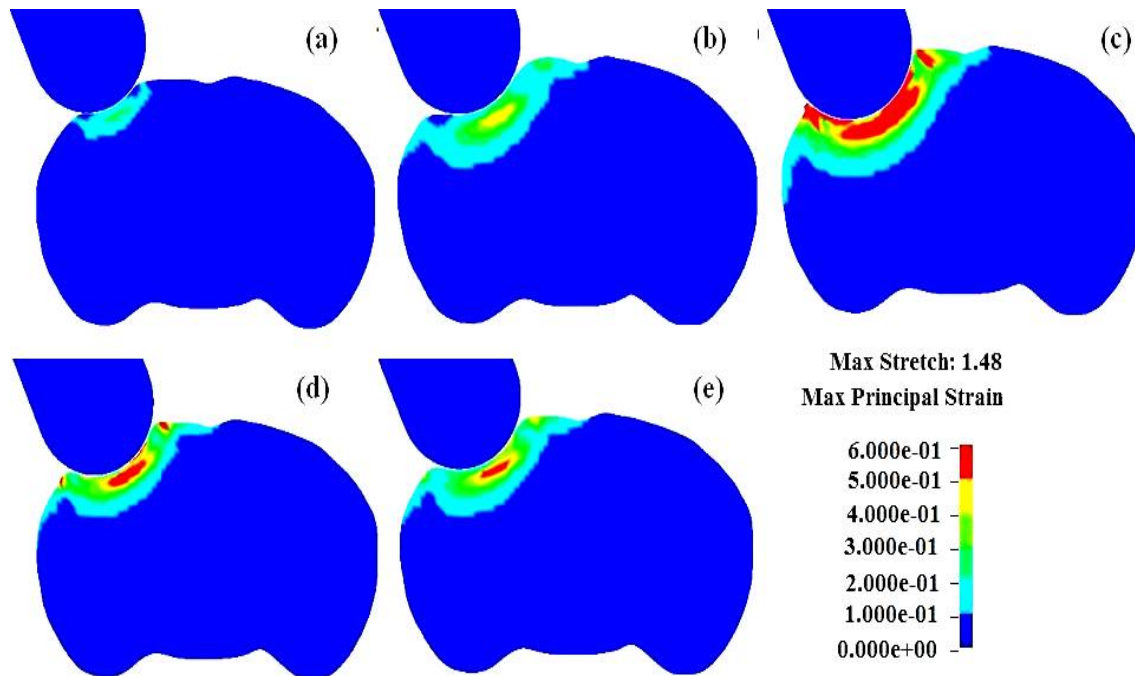 (a)
(b)
(c)
(d)
(e)
Max Stretch: 1.48
Max Principal Strain
6.000e-01
5.000e-01
4.000e-01
3.000e-01
2.000e-01
1.000e-01
0.000e+00